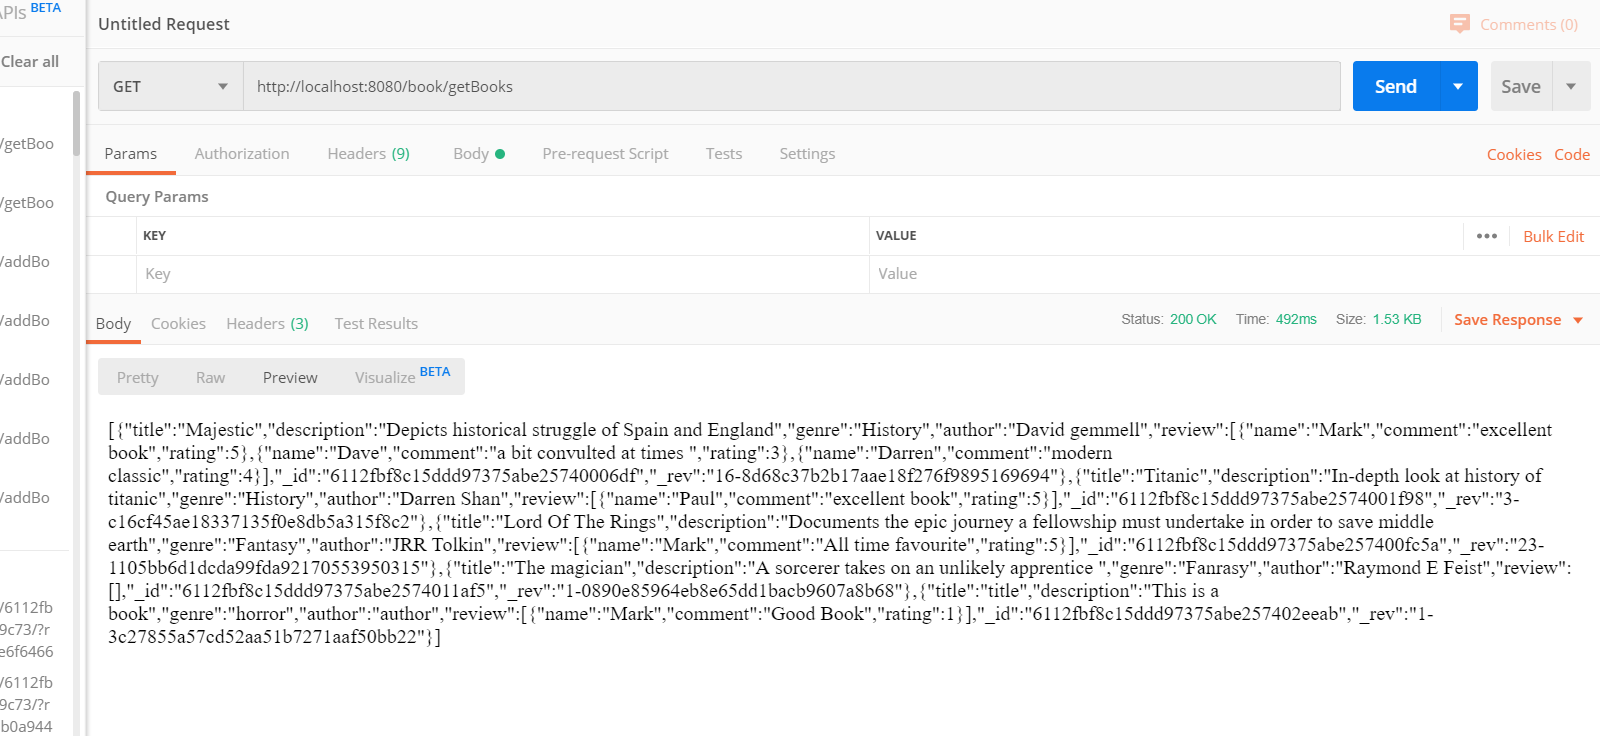 APIs BETA
Clear all
/getBoo
/getBoo
/addBo
/addBo
/addBo
/addBo
/addBo
/6112fb
9c73/?r
e6f6466
/6112fb
9c73/?r
b0a944
Untitled Request
Comments (0)
GET
http://localhost:8080/book/getBooks
Send
Save
Params Authorization Headers (9) Body Pre-request Script Tests Settings Cookies Code
Query Params
KEY VALUE ••• Bulk Edit
Key Value
Body Cookies Headers (3) Test Results Status: 200 OK Time: 492ms Size: 1.53 KB Save Response
Pretty Raw Preview Visualize BETA
[{"title":"Majestic","description":"Depicts historical struggle of Spain and England","genre":"History","author":"David gemmell","review":[{"name":"Mark","comment":"excellent
book","rating":5},{"name":"Dave","comment":"a bit convulted at times ","rating":3},{"name":"Darren","comment":"modern
classic","rating":4}],"_id":"6112fbf8c15ddd97375abe25740006df","_rev":"16-8d68c37b2b17aae18f276f9895169694"},{"title":"Titanic","description":"In-depth look at history of
titanic","genre":"History","author":"Darren Shan","review":[{"name":"Paul","comment":"excellent book","rating":5}],"_id":"6112fbf8c15ddd97375abe2574001f98","_rev":"3-
c16cf45ae18337135f0e8db5a315f8c2"},{"title":"Lord Of The Rings","description":"Documents the epic journey a fellowship must undertake in order to save middle
earth","genre":"Fantasy","author":"JRR Tolkin","review":[{"name":"Mark","comment":"All time favourite","rating":5}],"_id":"6112fbf8c15ddd97375abe257400fc5a","_rev":"23-
1105bb6d1dcda99fda92170553950315"},{"title":"The magician","description":"A sorcerer takes on an unlikely apprentice ","genre":"Fanrasy","author":"Raymond E Feist","review":
[],"_id":"6112fbf8c15ddd97375abe2574011af5","_rev":"1-0890e85964eb8e65dd1bacb9607a8b68"},{"title":"title","description":"This is a
book","genre":"horror","author":"author","review":[{"name":"Mark","comment":"Good Book","rating":1}],"_id":"6112fbf8c15ddd97375abe257402eeab","_rev":"1-
3c27855a57cd52aa51b7271aaf50bb22"}]